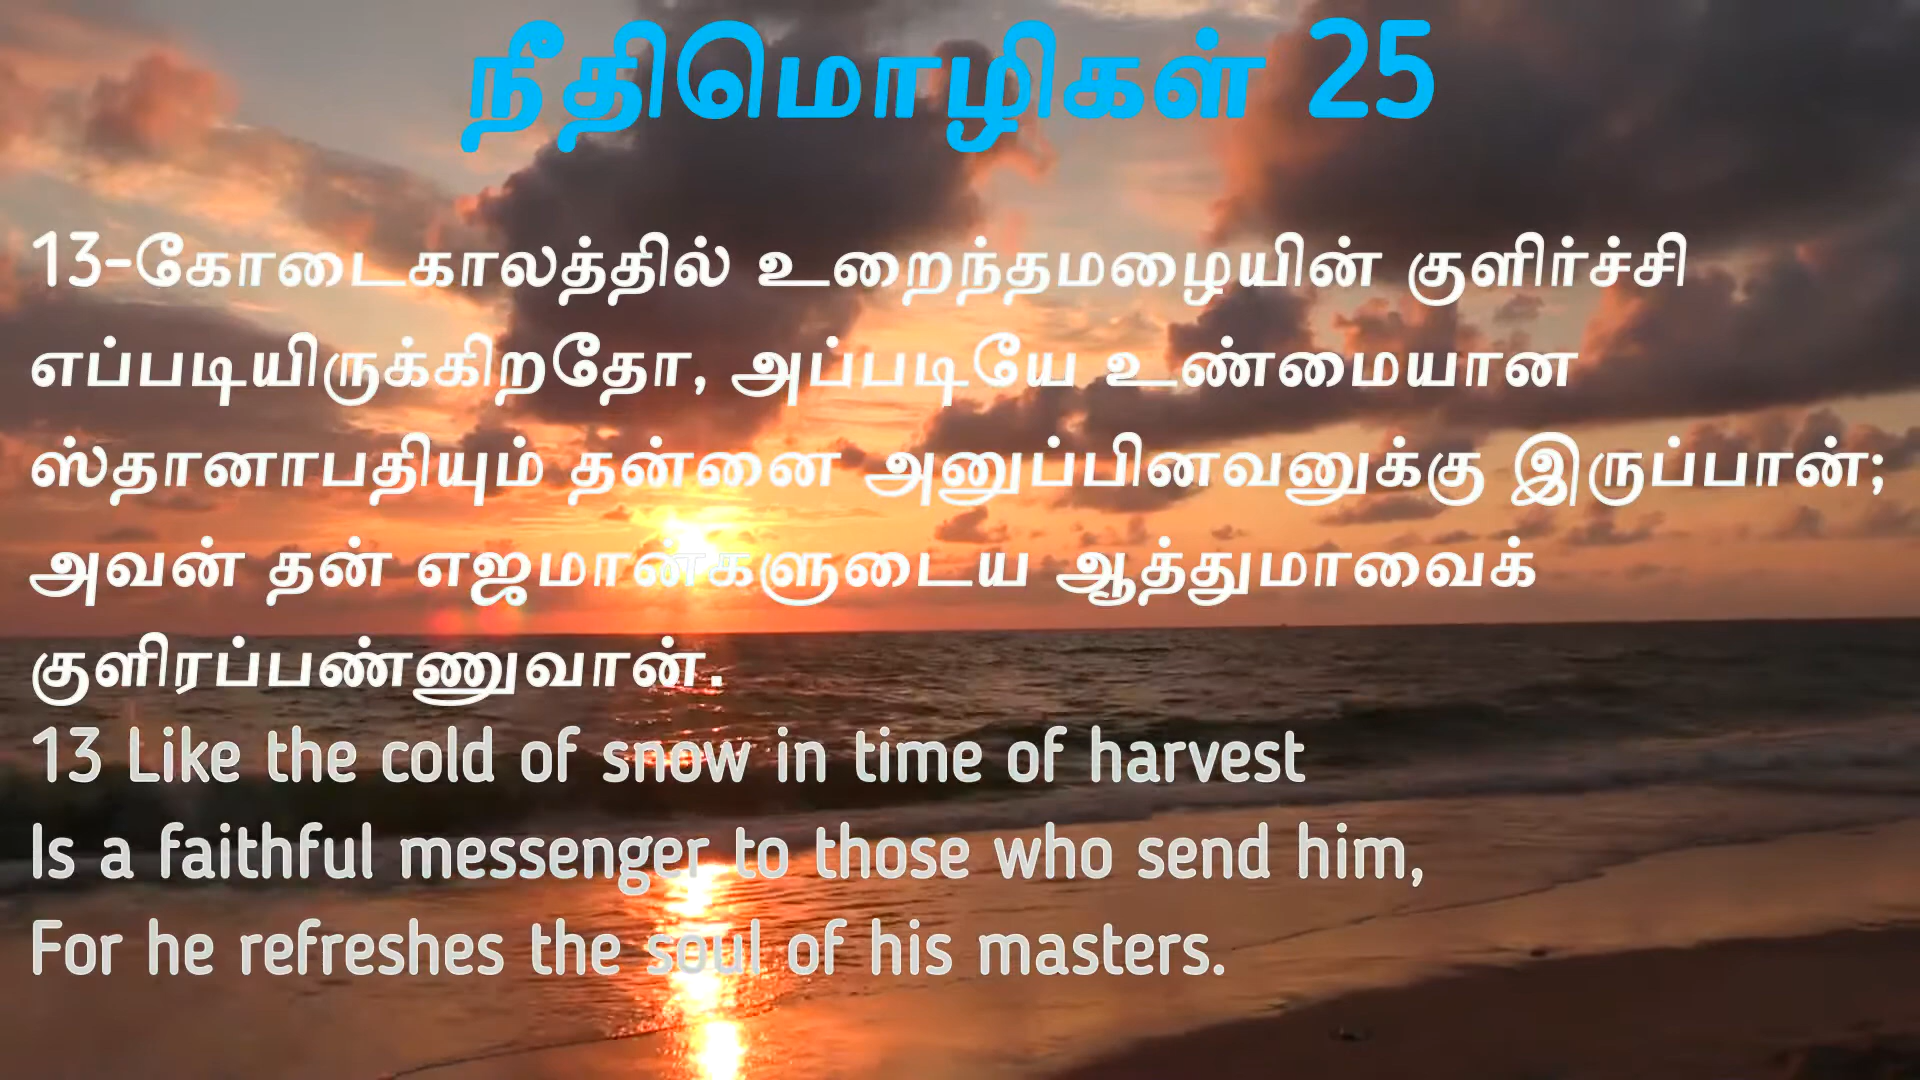 நீதிமொழிகள் 25
13-கோடைகாலத்தில் உறைந்தமழையின் குளிர்ச்சி
எப்படியிருக்கிறதோ, அப்படியே உண்மையான
ஸ்தானாபதியும் தன்னை அனுப்பினவனுக்கு இருப்பான்;
அவன் தன் எஜமான்களுடைய ஆத்துமாவைக்
குளிரப்பண்ணுவான்.
13 Like the cold of snow in time of harvest
Is a faithful messenger to those who send him,
For he refreshes the soul of his masters.